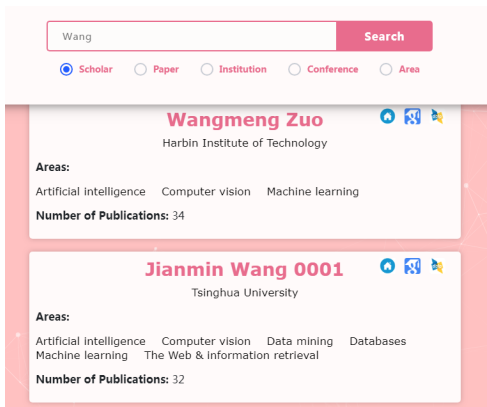 Wang Search
Scholar Paper Institution Conference Area
Wangmeng Zuo
Harbin Institute of Technology
Areas:
Artificial intelligence Computer vision Machine learning
Number of Publications: 34
Jianmin Wang 0001
Tsinghua University
Areas:
Artificial intelligence Computer vision Data mining Databases
Machine learning The Web & information retrieval
Number of Publications: 32